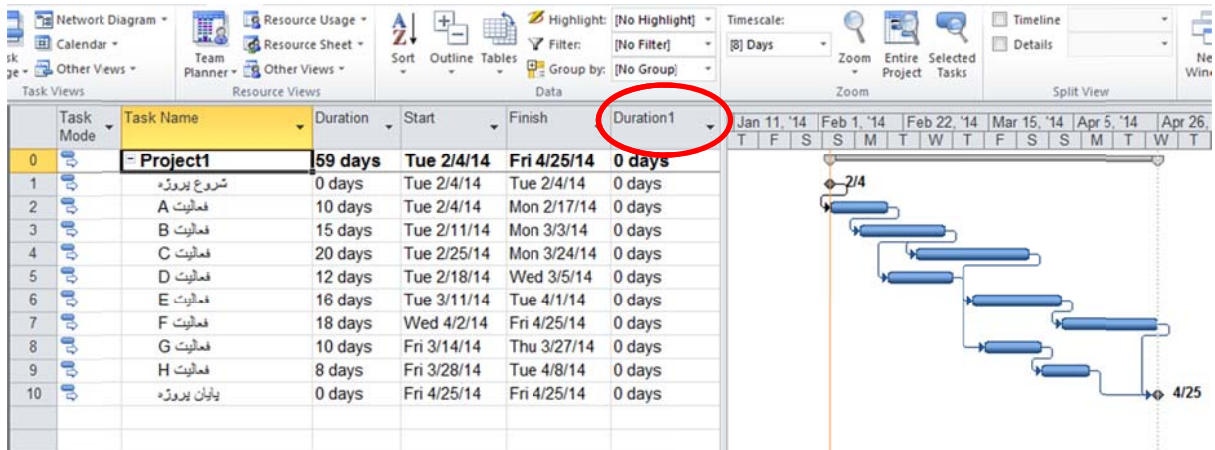 Network Diagram Resource Usage Highlight: [No Highlight] Timescale: Timeline
Calendar Resource Sheet Filter: [No Filter] [8] Days Details
Other Views Team Planner Other Views Sort Outline Tables Group by: [No Group] Zoom Entire Project Selected Tasks
Task Views Resource Views Data Zoom Split View
Task Mode Task Name Duration Start Finish Duration1 Jan 11, '14 Feb 1, '14 Feb 22, '14 Mar 15, '14 Apr 5, '14 Apr 26,
T F S S M T W T F S S M T W T
0 Project1 59 days Tue 2/4/14 Fri 4/25/14 0 days
1 شروع پروژه 0 days Tue 2/4/14 Tue 2/4/14 0 days 2/4
2 فعالیت A 10 days Tue 2/4/14 Mon 2/17/14 0 days
3 فعالیت B 15 days Tue 2/11/14 Mon 3/3/14 0 days
4 فعالیت C 20 days Tue 2/25/14 Mon 3/24/14 0 days
5 فعالیت D 12 days Tue 2/18/14 Wed 3/5/14 0 days
6 فعالیت E 16 days Tue 3/11/14 Tue 4/1/14 0 days
7 فعالیت F 18 days Wed 4/2/14 Fri 4/25/14 0 days
8 فعالیت G 10 days Fri 3/14/14 Thu 3/27/14 0 days
9 فعالیت H 8 days Fri 3/28/14 Tue 4/8/14 0 days
10 پایان پروژه 0 days Fri 4/25/14 Fri 4/25/14 0 days 4/25